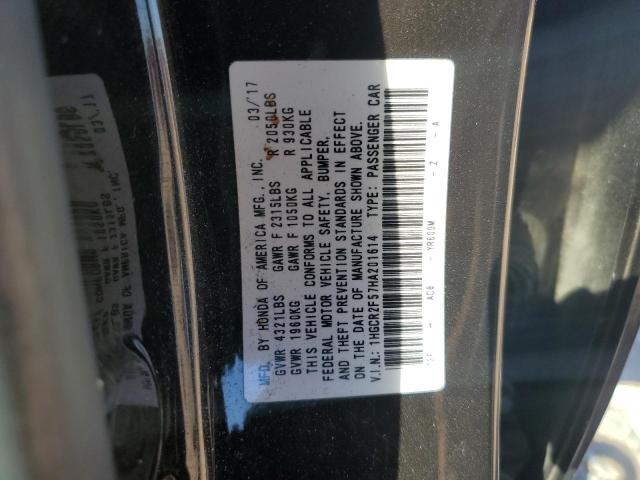 MFD. BY HONDA OF AMERICA MFG., INC. 03/'17
GVWR 4321LBS GAWR F 2315LBS R 2050LBS
GVWR 1960KG GAWR F 1050KG R 930KG
THIS VEHICLE CONFORMS TO ALL APPLICABLE
FEDERAL MOTOR VEHICLE SAFETY, BUMPER,
AND THEFT PREVENTION STANDARDS IN EFFECT
ON THE DATE OF MANUFACTURE SHOWN ABOVE.
V.I.N.: 1HGCR2F57HA201614 TYPE: PASSENGER CAR
ACB - YR600M - Z - A